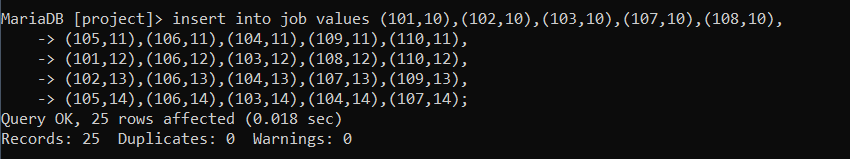 MariaDB [project]> insert into job values (101,10),(102,10),(103,10),(107,10),(108,10),
-> (105,11),(106,11),(104,11),(109,11),(110,11),
-> (101,12),(106,12),(103,12),(108,12),(110,12),
-> (102,13),(106,13),(104,13),(107,13),(109,13),
-> (105,14),(106,14),(103,14),(104,14),(107,14);
Query OK, 25 rows affected (0.018 sec)
Records: 25  Duplicates: 0  Warnings: 0